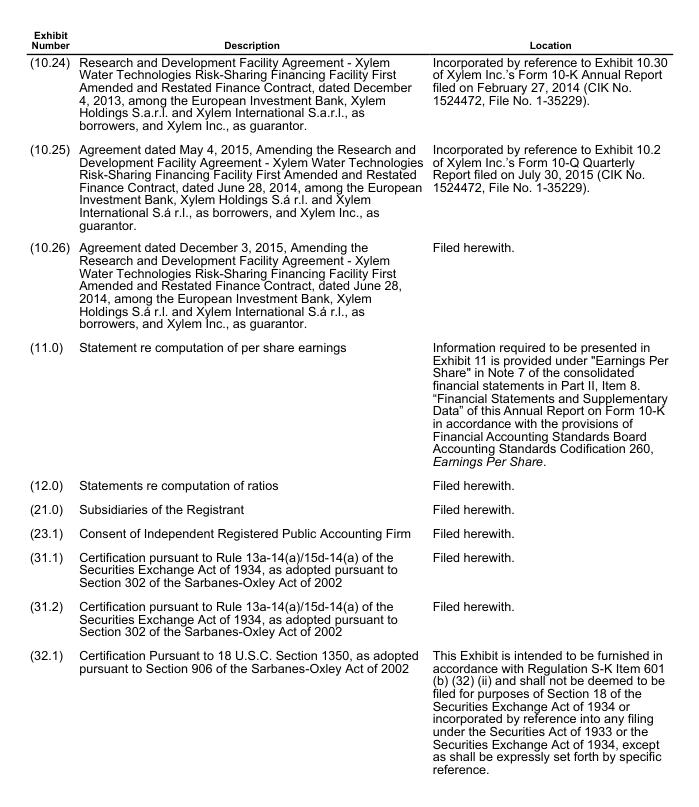 Exhibit
Number Description Location
(10.24) Research and Development Facility Agreement - Xylem
Water Technologies Risk-Sharing Financing Facility First
Amended and Restated Finance Contract, dated December
4, 2013, among the European Investment Bank, Xylem
Holdings S.a.r.l. and Xylem International S.a.r.l., as
borrowers, and Xylem Inc., as guarantor.
Incorporated by reference to Exhibit 10.30
of Xylem Inc.’s Form 10-K Annual Report
filed on February 27, 2014 (CIK No.
1524472, File No. 1-35229).
(10.25) Agreement dated May 4, 2015, Amending the Research and
Development Facility Agreement - Xylem Water Technologies
Risk-Sharing Financing Facility First Amended and Restated
Finance Contract, dated June 28, 2014, among the European
Investment Bank, Xylem Holdings S.á r.l. and Xylem
International S.á r.l., as borrowers, and Xylem Inc., as
guarantor.
Incorporated by reference to Exhibit 10.2
of Xylem Inc.’s Form 10-Q Quarterly
Report filed on July 30, 2015 (CIK No.
1524472, File No. 1-35229).
(10.26) Agreement dated December 3, 2015, Amending the
Research and Development Facility Agreement - Xylem
Water Technologies Risk-Sharing Financing Facility First
Amended and Restated Finance Contract, dated June 28,
2014, among the European Investment Bank, Xylem
Holdings S.á r.l. and Xylem International S.á r.l., as
borrowers, and Xylem Inc., as guarantor.
Filed herewith.
(11.0) Statement re computation of per share earnings
Information required to be presented in
Exhibit 11 is provided under "Earnings Per
Share" in Note 7 of the consolidated
financial statements in Part II, Item 8.
“Financial Statements and Supplementary
Data” of this Annual Report on Form 10-K
in accordance with the provisions of
Financial Accounting Standards Board
Accounting Standards Codification 260,
Earnings Per Share.
(12.0) Statements re computation of ratios Filed herewith.
(21.0) Subsidiaries of the Registrant Filed herewith.
(23.1) Consent of Independent Registered Public Accounting Firm Filed herewith.
(31.1) Certification pursuant to Rule 13a-14(a)/15d-14(a) of the
Securities Exchange Act of 1934, as adopted pursuant to
Section 302 of the Sarbanes-Oxley Act of 2002
Filed herewith.
(31.2) Certification pursuant to Rule 13a-14(a)/15d-14(a) of the
Securities Exchange Act of 1934, as adopted pursuant to
Section 302 of the Sarbanes-Oxley Act of 2002
Filed herewith.
(32.1) Certification Pursuant to 18 U.S.C. Section 1350, as adopted
pursuant to Section 906 of the Sarbanes-Oxley Act of 2002
This Exhibit is intended to be furnished in
accordance with Regulation S-K Item 601
(b) (32) (ii) and shall not be deemed to be
filed for purposes of Section 18 of the
Securities Exchange Act of 1934 or
incorporated by reference into any filing
under the Securities Act of 1933 or the
Securities Exchange Act of 1934, except
as shall be expressly set forth by specific
reference.